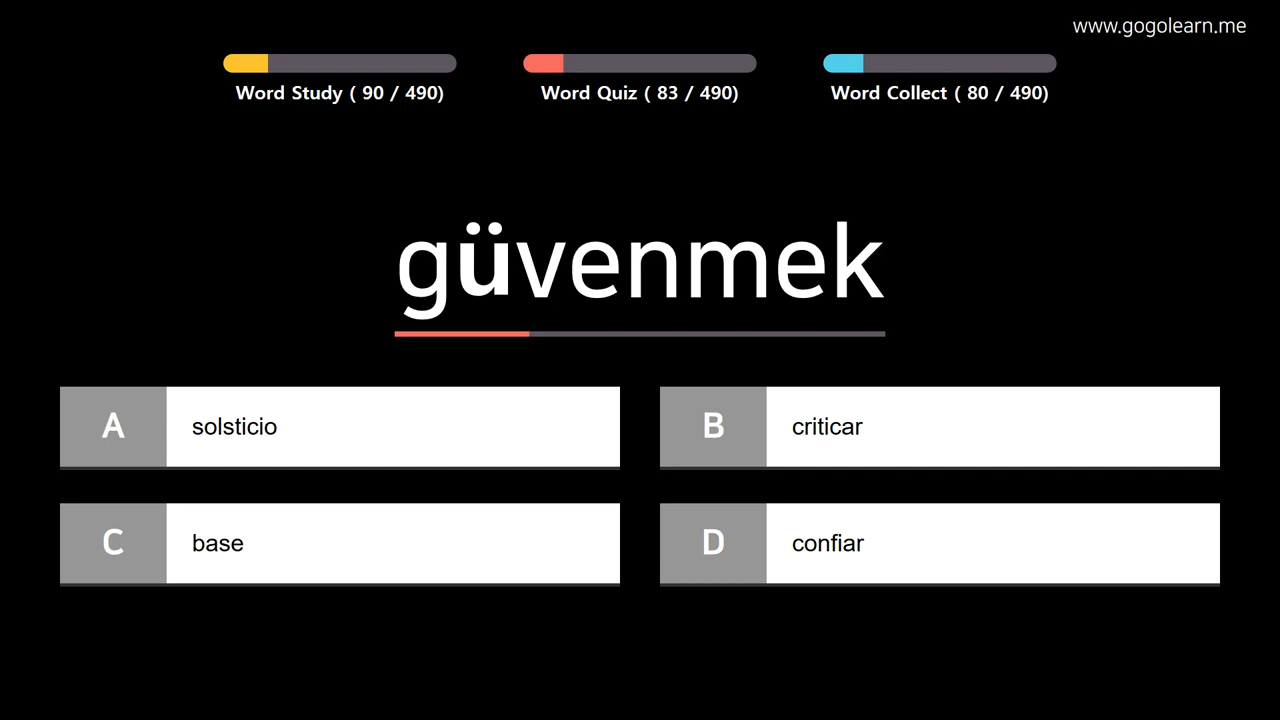 www.gogolearn.me
Word Study ( 90 / 490)
Word Quiz ( 83 / 490)
Word Collect ( 80 / 490)
güvenmek
A solsticio
B criticar
C base
D confiar